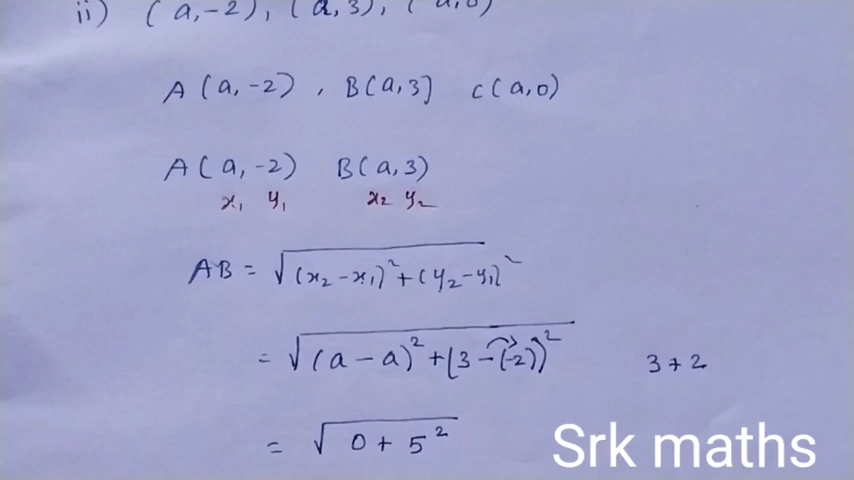 ii) (a,-2), (a,3), (a,0)
A (a,-2) , B(a,3] C(a,0)
A(a,-2) B(a,3)
x₁ y₁ x₂ y₂
AB = √(x₂-x₁)²+(y₂-y₁)²
= √(a-a)²+(3-(-2))² 3+2
= √0+5²
Srk maths